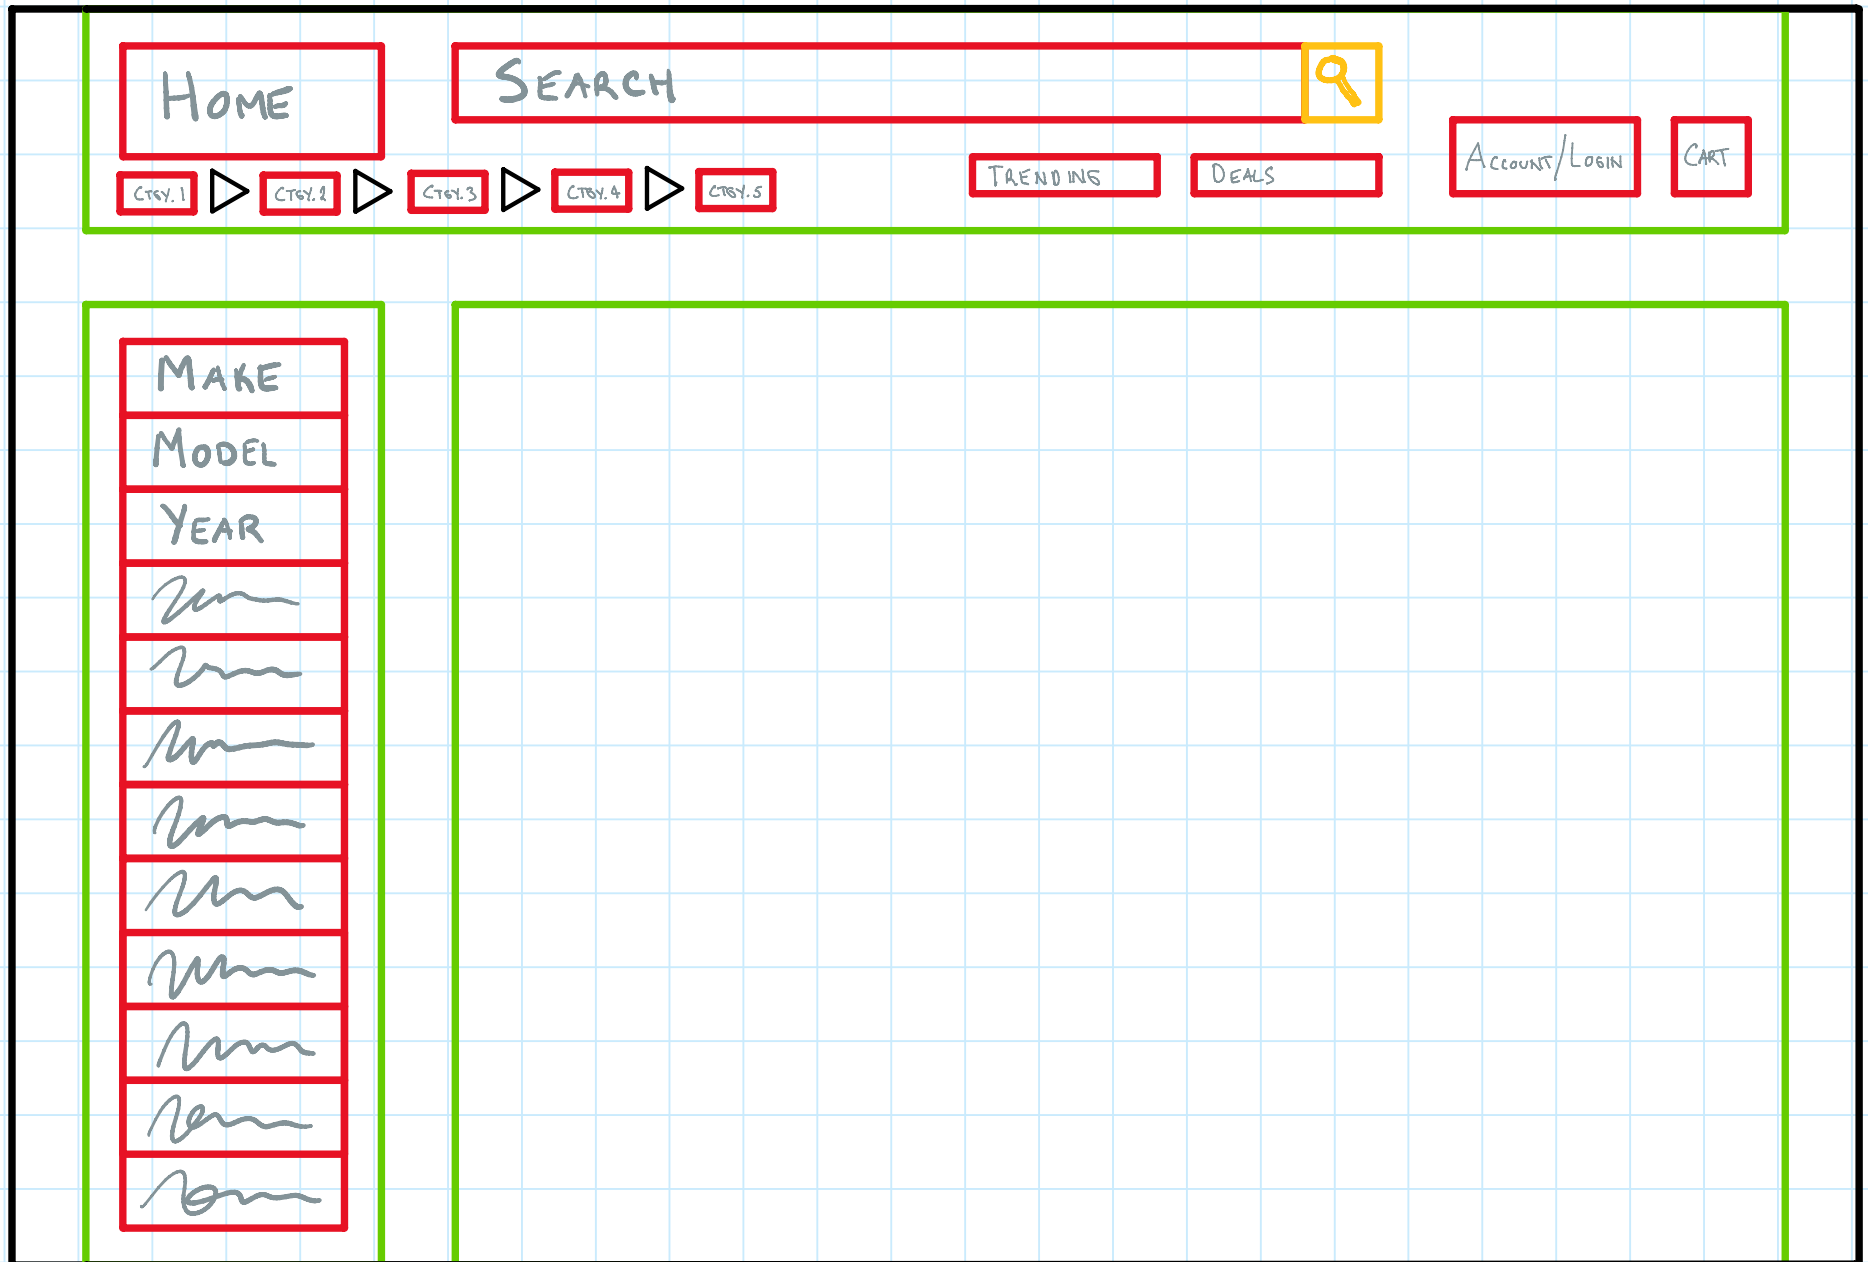 HOME
SEARCH
TRENDING
DEALS
ACCOUNT/LOGIN
CART
CTGY.1
CTGY.2
CTGY.3
CTGY.4
CTGY.5
MAKE
MODEL
YEAR